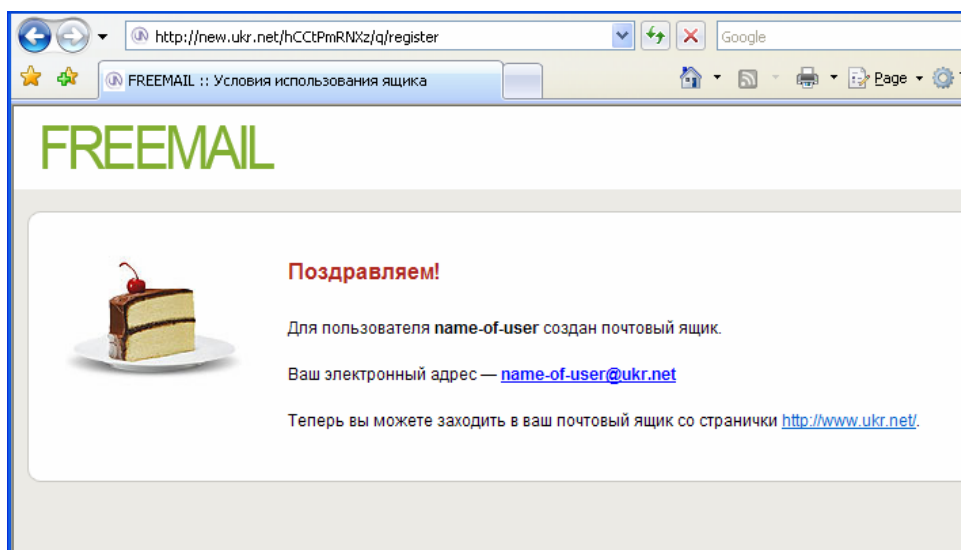 http://new.ukr.net/hCCtPmRNXz/q/register
Google
FREEMAIL :: Условия использования ящика
Page
FREEMAIL
Поздравляем!
Для пользователя name-of-user создан почтовый ящик.
Ваш электронный адрес — name-of-user@ukr.net
Теперь вы можете заходить в ваш почтовый ящик со странички http://www.ukr.net/.